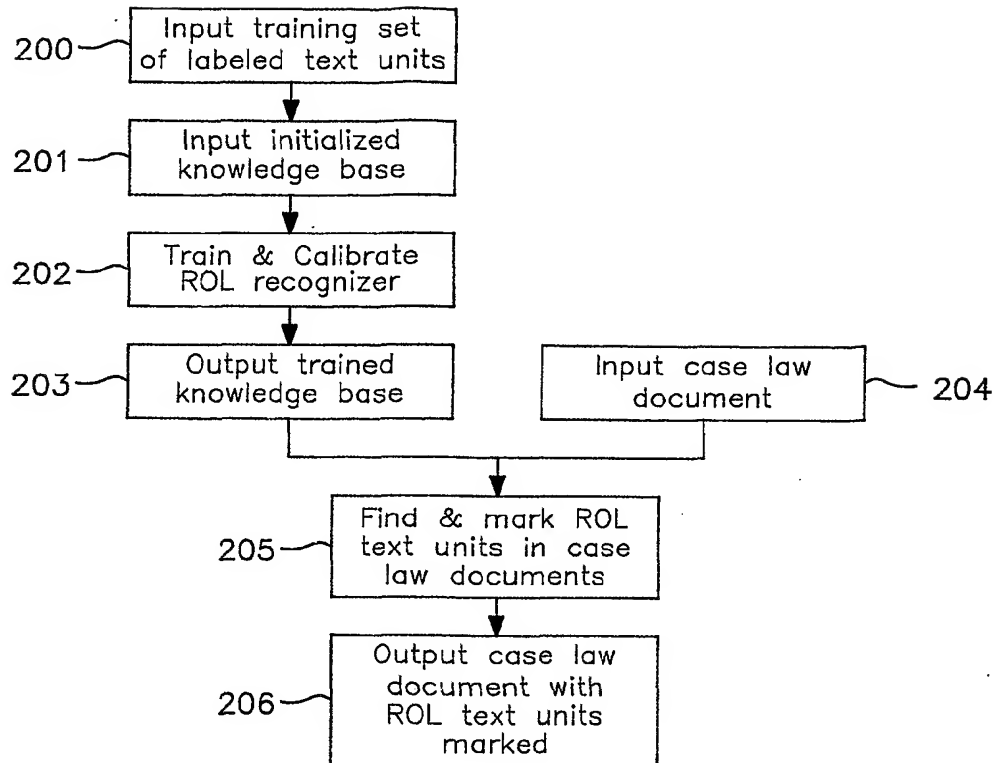 200
Input training set
of labeled text units
201
Input initialized
knowledge base
202
Train & Calibrate
ROL recognizer
203
Output trained
knowledge base
Input case law
document
204
205
Find & mark ROL
text units in case
law documents
206
Output case law
document with
ROL text units
marked